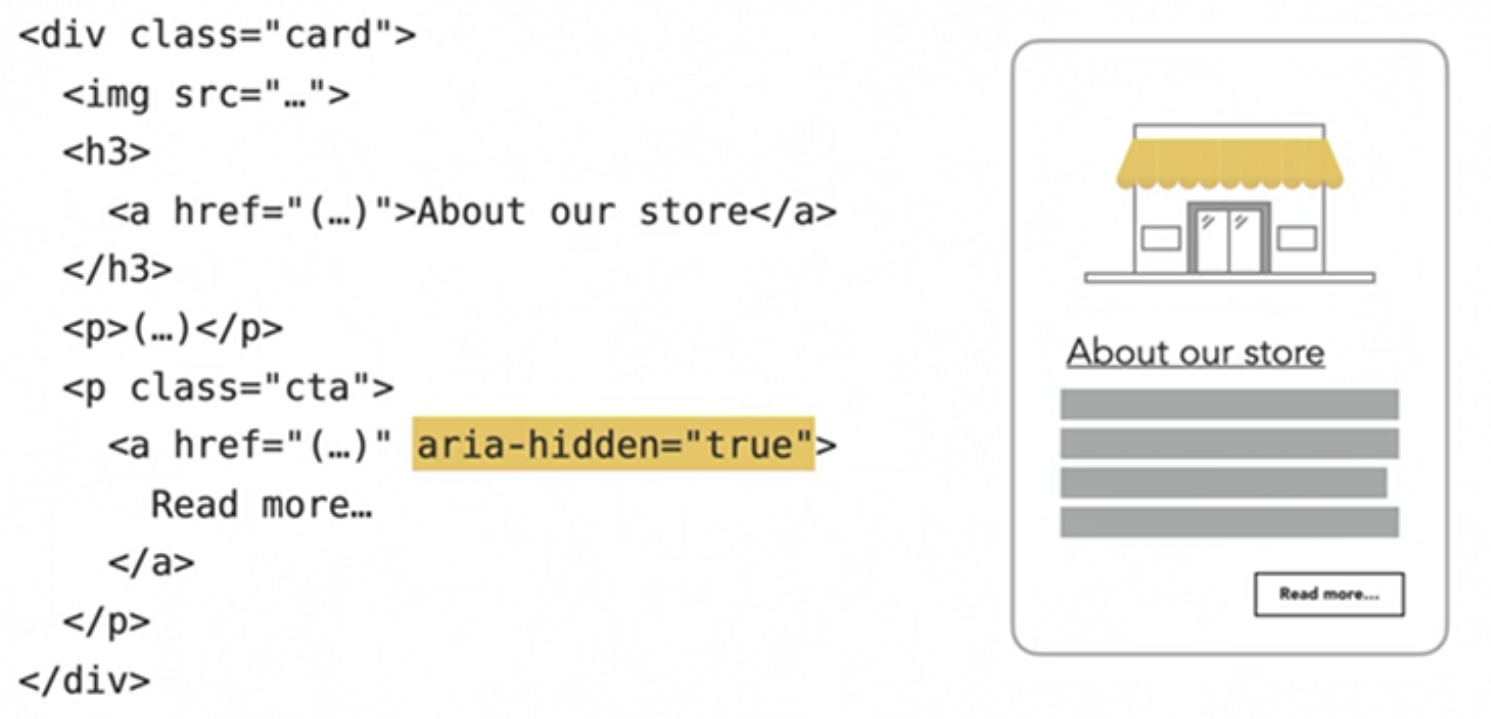 <div class="card">
<img src="…">
<h3>
<a href="(…)">About our store</a>
</h3>
<p>(…)</p>
<p class="cta">
<a href="(…)" aria-hidden="true">
Read more…
</a>
</p>
</div>
About our store
Read more...